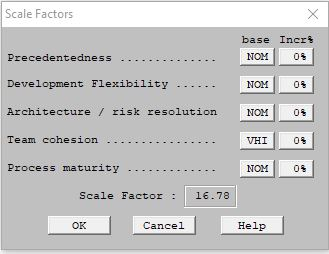 Scale Factors
base Incr%
Precedentedness ............... NOM 0%
Development Flexibility ...... NOM 0%
Architecture / risk resolution NOM 0%
Team cohesion .............. VHI 0%
Process maturity ............. NOM 0%
Scale Factor : 16.78
OK Cancel Help